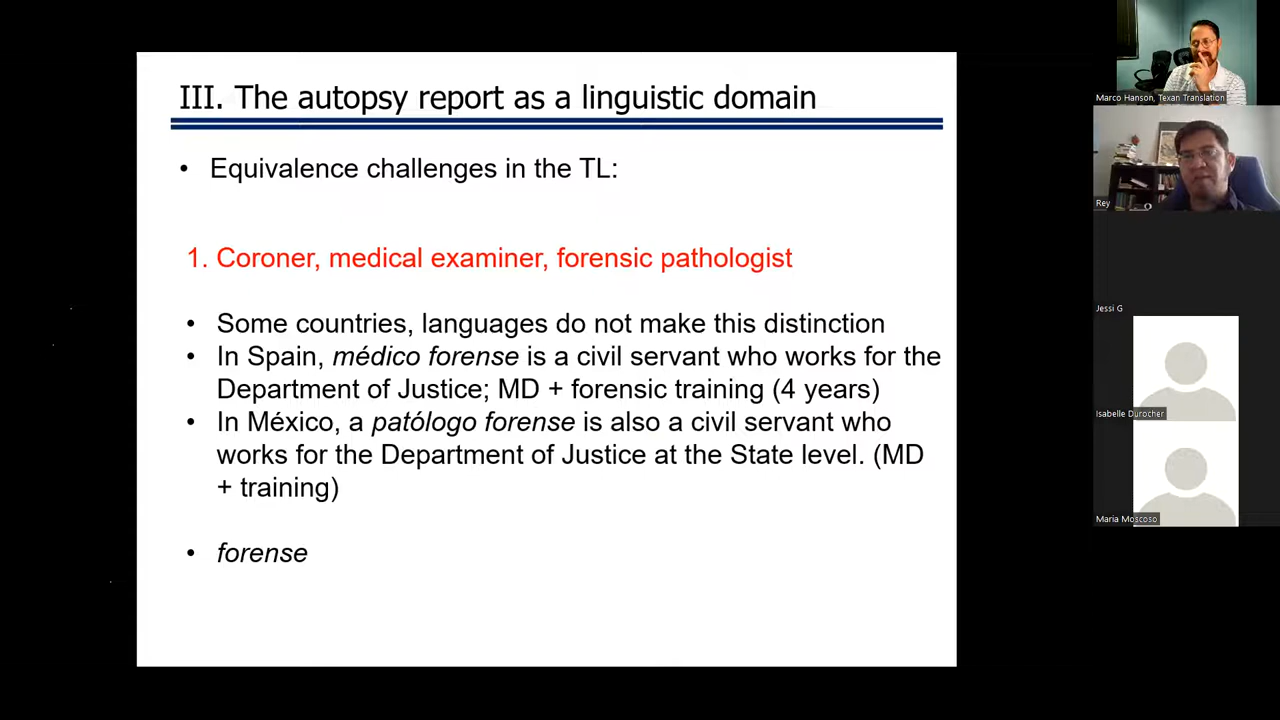 III. The autopsy report as a linguistic domain
• Equivalence challenges in the TL:
1. Coroner, medical examiner, forensic pathologist
• Some countries, languages do not make this distinction
• In Spain, médico forense is a civil servant who works for the
Department of Justice; MD + forensic training (4 years)
• In México, a patólogo forense is also a civil servant who
works for the Department of Justice at the State level. (MD
+ training)
• forense
Marco Hanson, Texan Translation
Rey
Jessi G
Isabelle Durocher
Maria Moscoso